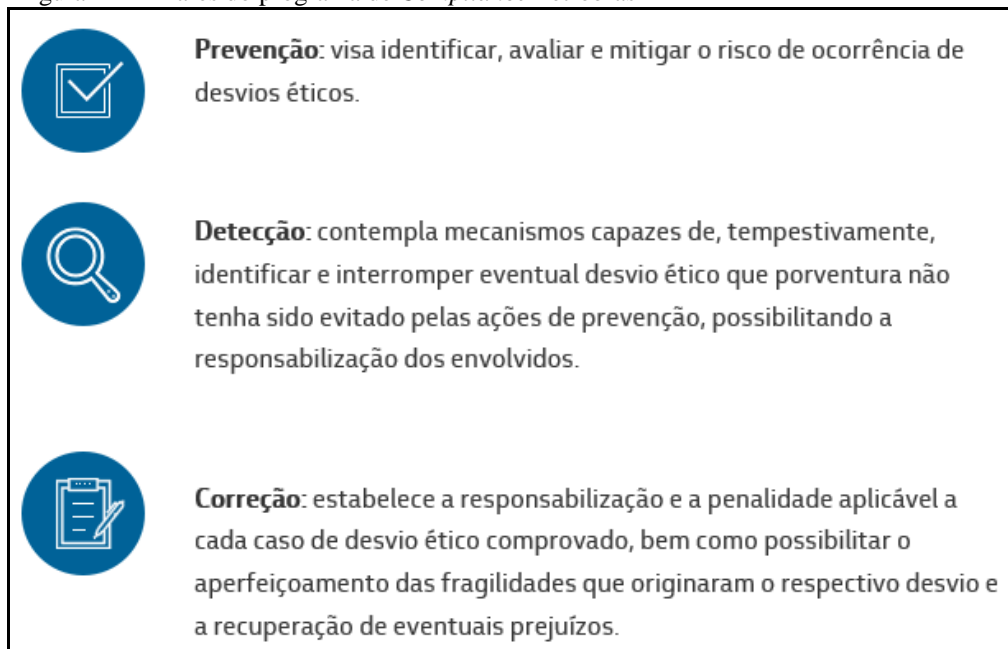 Prevenção: visa identificar, avaliar e mitigar o risco de ocorrência de
desvios éticos.
Detecção: contempla mecanismos capazes de, tempestivamente,
identificar e interromper eventual desvio ético que porventura não
tenha sido evitado pelas ações de prevenção, possibilitando a
responsabilização dos envolvidos.
Correção: estabelece a responsabilização e a penalidade aplicável a
cada caso de desvio ético comprovado, bem como possibilitar o
aperfeiçoamento das fragilidades que originaram o respectivo desvio e
a recuperação de eventuais prejuízos.